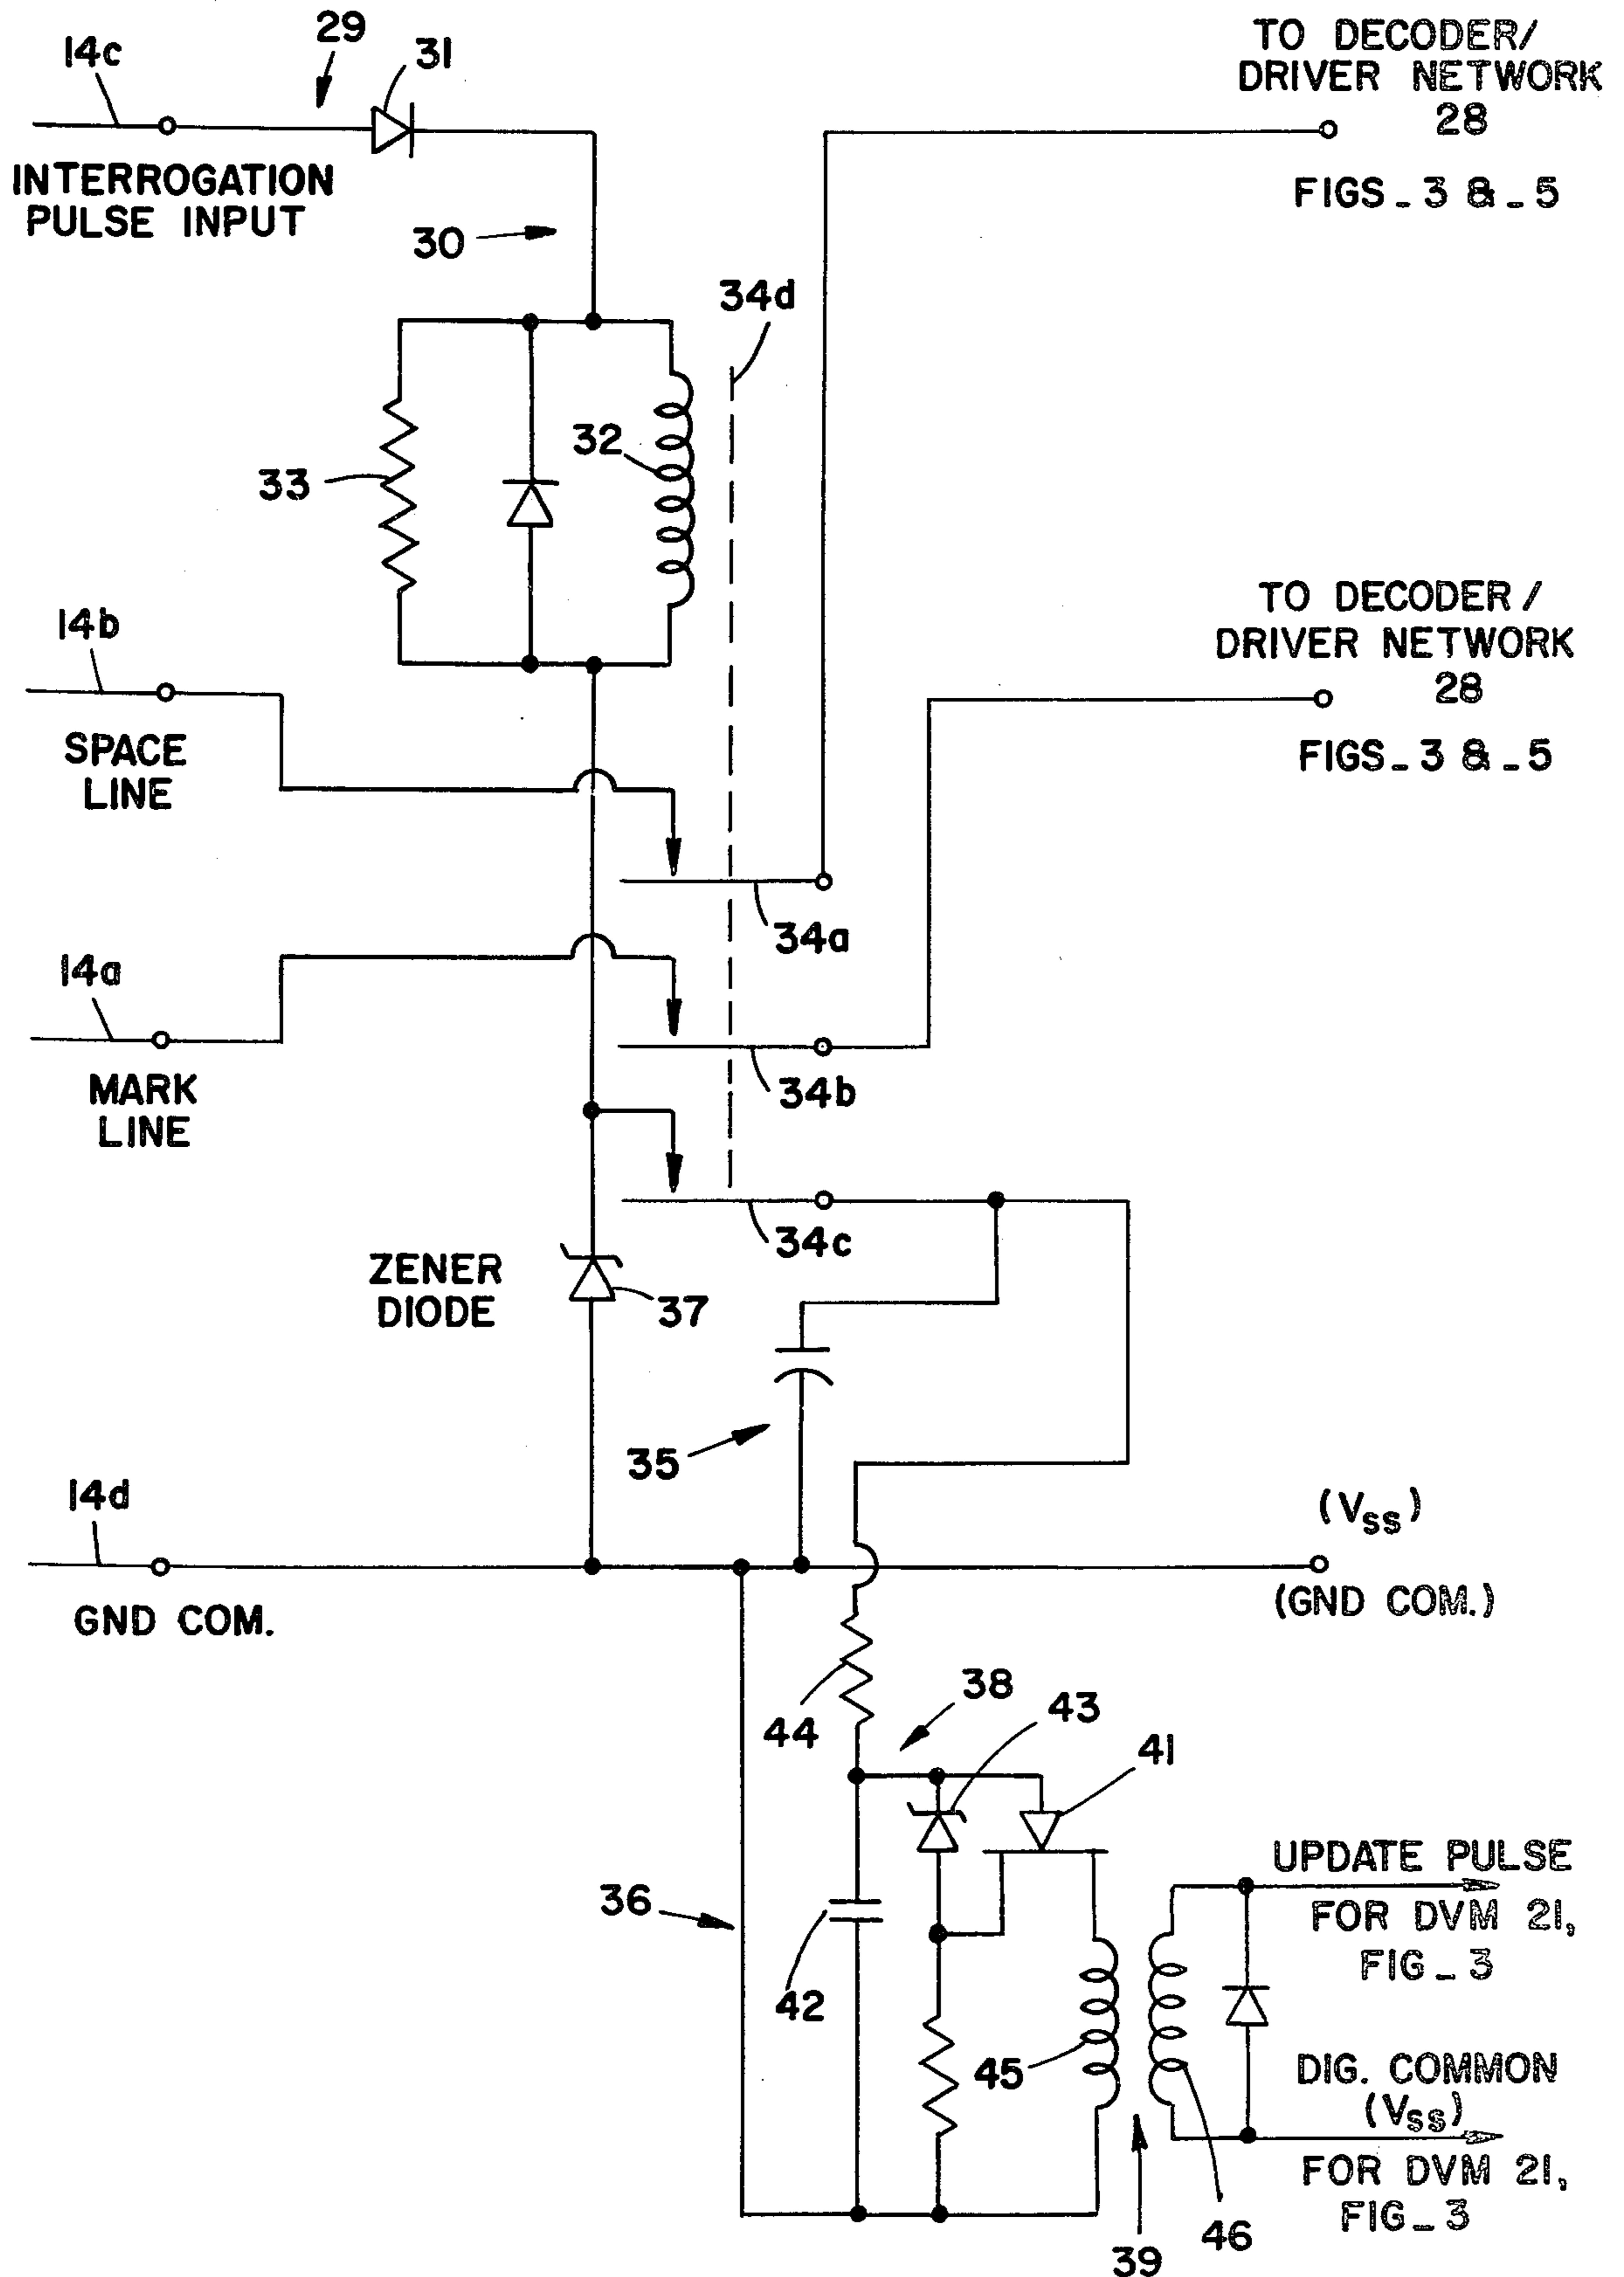 29
14c
31
TO DECODER/
DRIVER NETWORK
28
FIGS_3 & _5
INTERROGATION
PULSE INPUT
30
34d
32
33
14b
SPACE
LINE
TO DECODER/
DRIVER NETWORK
28
FIGS_3 & _5
34a
14a
MARK
LINE
34b
34c
ZENER
DIODE
37
35
14d
GND COM.
(VSS)
(GND COM.)
38
43
44
41
36
42
45
UPDATE PULSE
FOR DVM 21,
FIG_3
DIG. COMMON
(VSS)
FOR DVM 21,
FIG_3
46
39